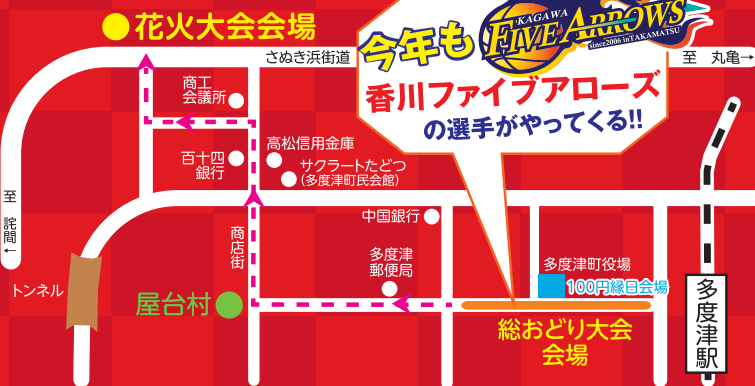 花火大会会場
さぬき浜街道
今年も
KAGAWA
FIVE ARROWS
since2006 inTAKAMATSU
香川ファイブアローズ
の選手がやってくる!!
至 丸亀→
商工
会議所
百十四
銀行
高松信用金庫
サクラートたどつ
(多度津町民会館)
至 詫間←
中国銀行
商店街
多度津
郵便局
多度津町役場
100円縁日会場
トンネル
屋台村
総おどり大会
会場
多度津駅